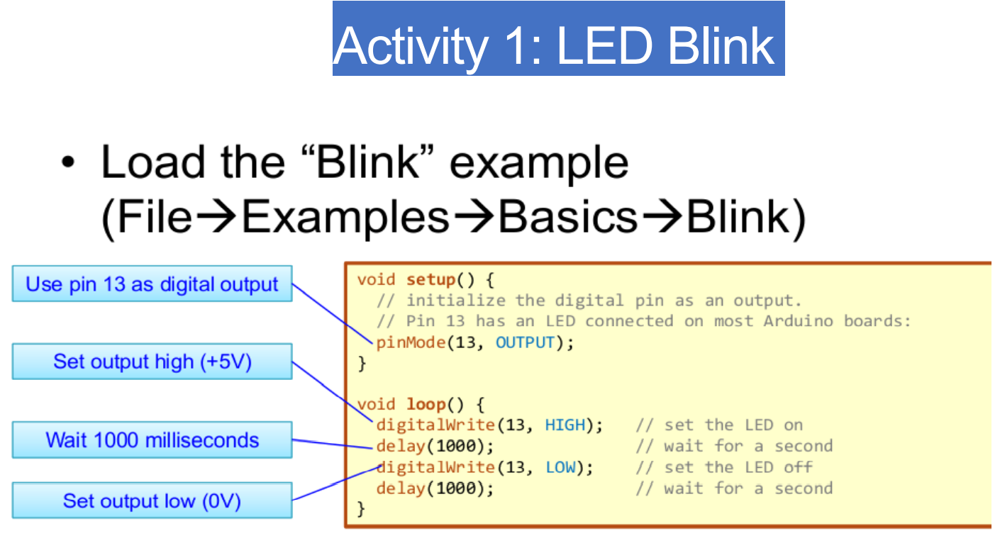 Activity 1: LED Blink
• Load the “Blink” example
(File→Examples→Basics→Blink)
Use pin 13 as digital output
Set output high (+5V)
Wait 1000 milliseconds
Set output low (0V)
void setup() {
  // initialize the digital pin as an output.
  // Pin 13 has an LED connected on most Arduino boards:
  pinMode(13, OUTPUT);
}
void loop() {
  digitalWrite(13, HIGH);   // set the LED on
  delay(1000);              // wait for a second
  digitalWrite(13, LOW);    // set the LED off
  delay(1000);              // wait for a second
}